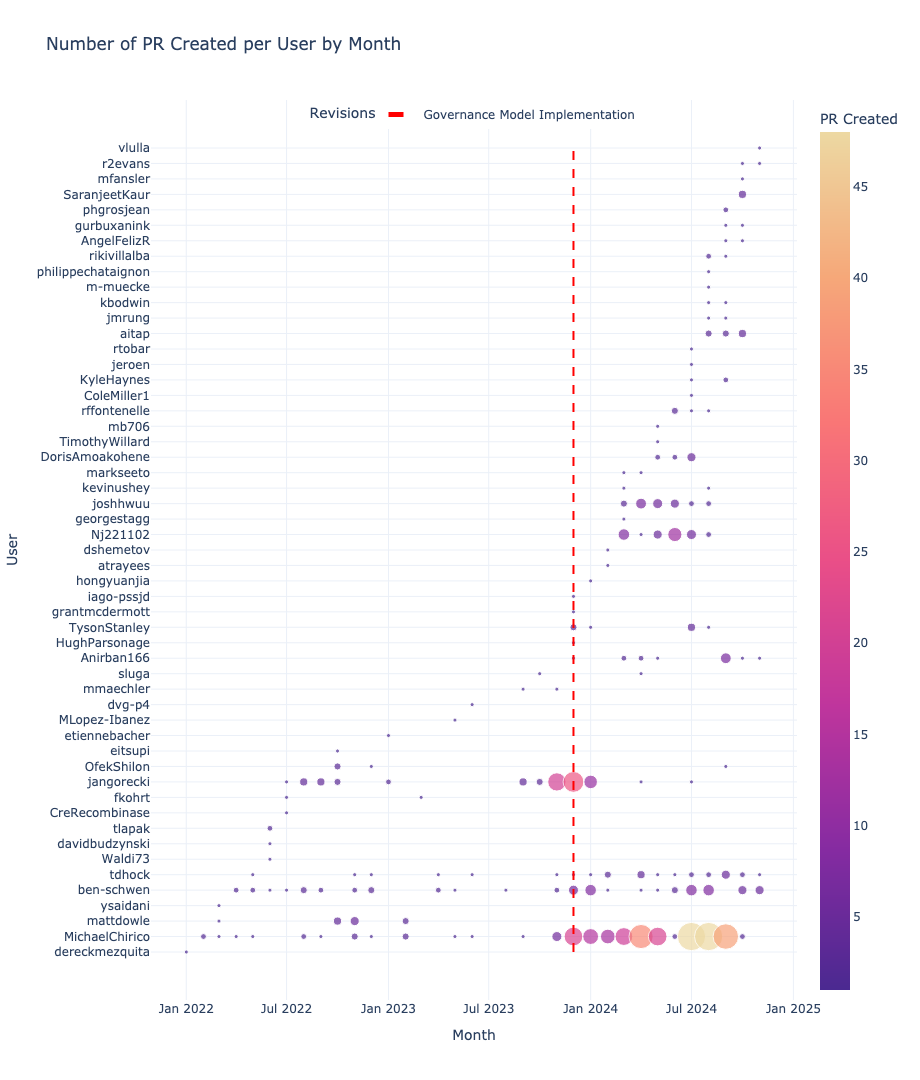 Number of PR Created per User by Month
Revisions
Governance Model Implementation
PR Created
vlulla
r2evans
mfansler
SaranjeetKaur
phgrosjean
gurbuxanink
AngelFelizR
rikivillalba
philippechataignon
m-muecke
kbodwin
jmrung
aitap
rtobar
jeroen
KyleHaynes
ColeMiller1
rffontenelle
mb706
TimothyWillard
DorisAmoakohene
markseeto
kevinushey
joshhwuu
georgestagg
Nj221102
dshemetov
atrayees
hongyuanjia
iago-pssjd
grantmcdermott
TysonStanley
HughParsonage
Anirban166
sluga
mmaechler
dvg-p4
MLopez-Ibanez
etiennebacher
eitsupi
OfekShilon
jangorecki
fkohrt
CreRecombinase
tlapak
davidbudzynski
Waldi73
tdhock
ben-schwen
ysaidani
mattdowle
MichaelChirico
dereckmezquita
User
Jan 2022
Jul 2022
Jan 2023
Jul 2023
Jan 2024
Jul 2024
Jan 2025
Month
45
40
35
30
25
20
15
10
5